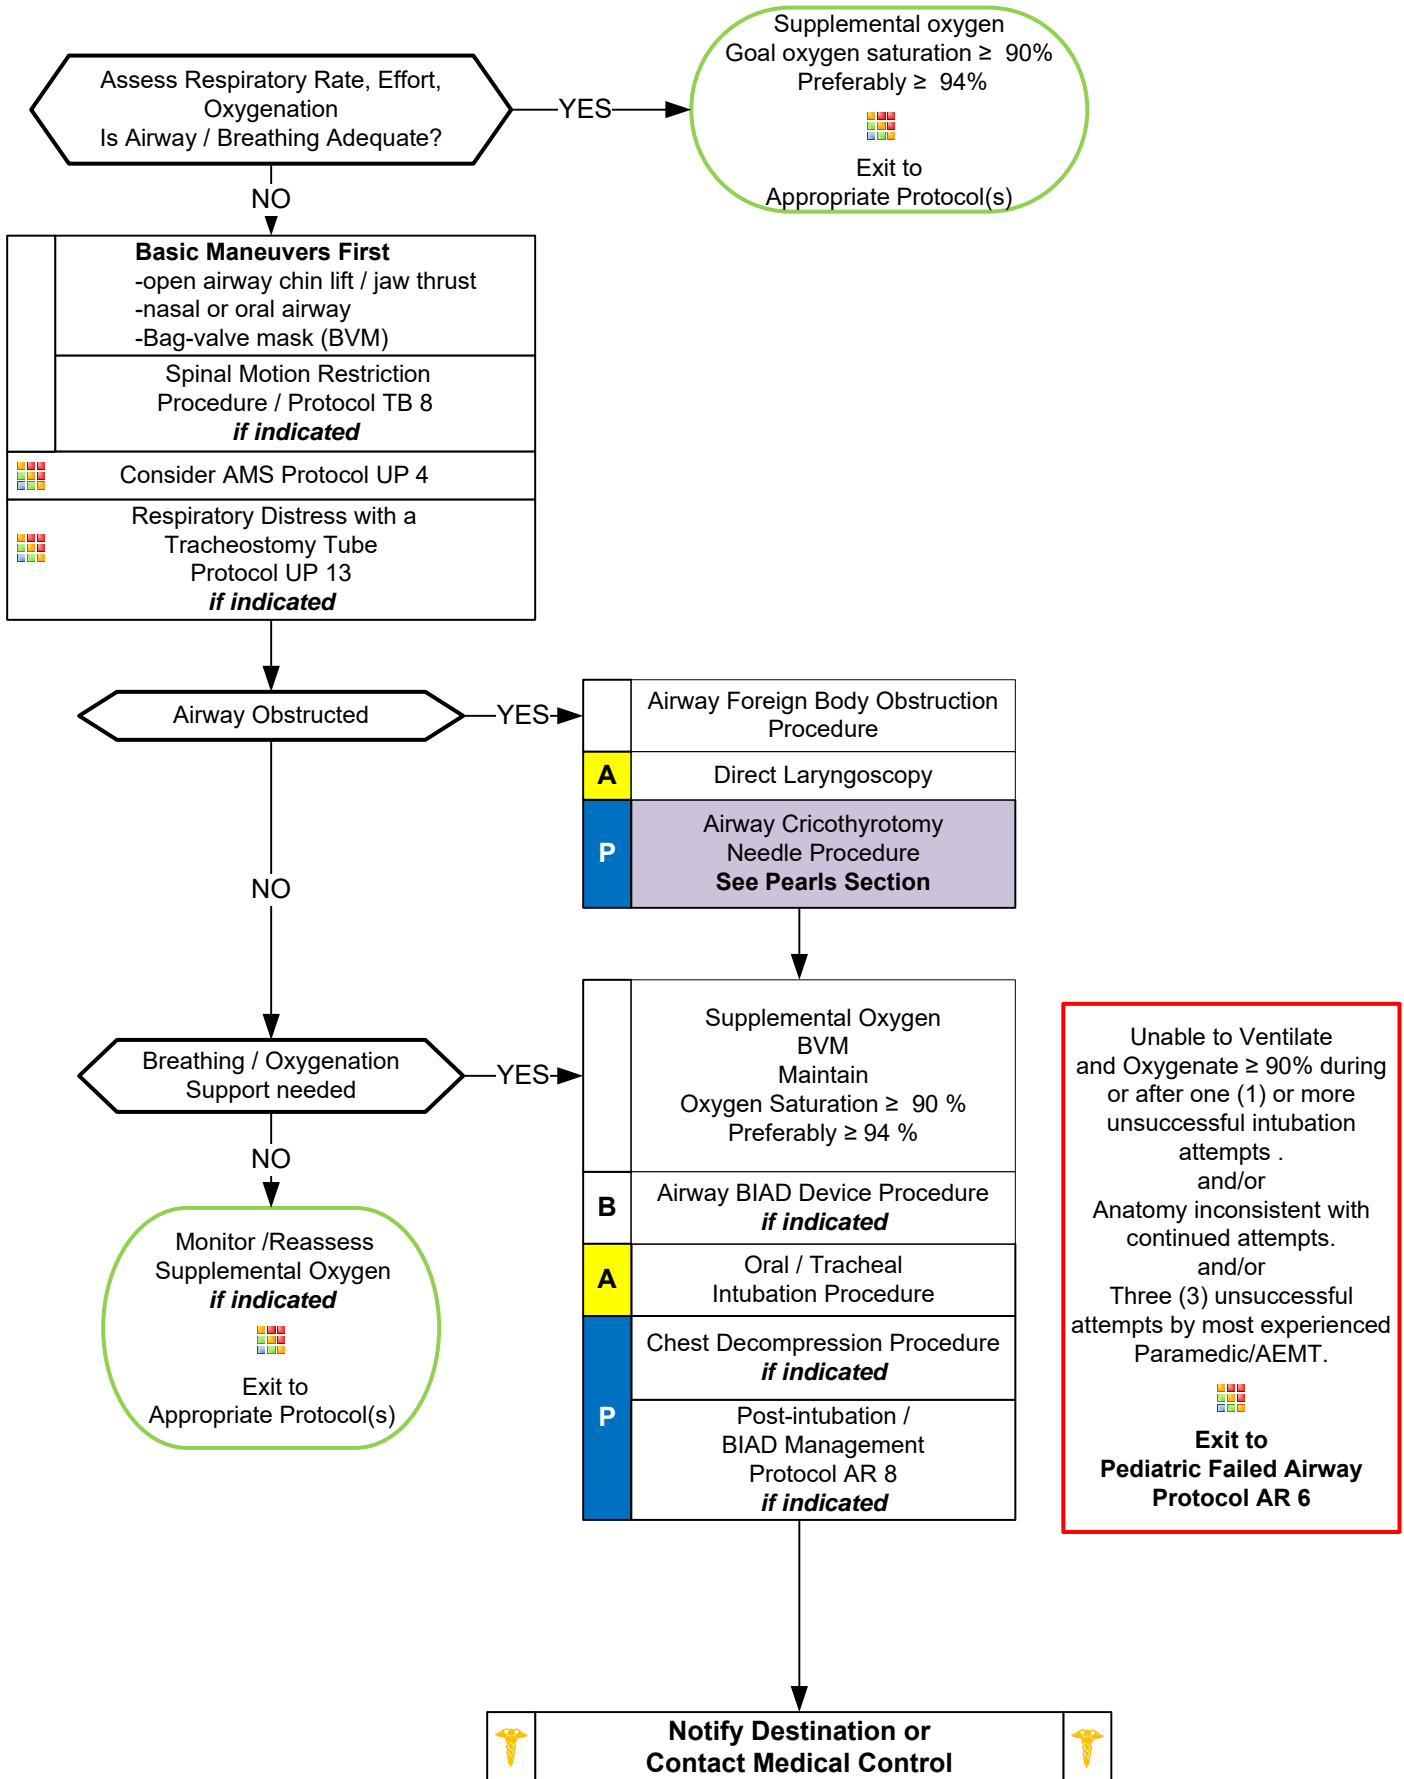 Assess Respiratory Rate, Effort,
Oxygenation
Is Airway / Breathing Adequate?
YES
Supplemental oxygen
Goal oxygen saturation ≥ 90%
Preferably ≥ 94%
Exit to
Appropriate Protocol(s)
NO
Basic Maneuvers First
-open airway chin lift / jaw thrust
-nasal or oral airway
-Bag-valve mask (BVM)
Spinal Motion Restriction
Procedure / Protocol TB 8
if indicated
Consider AMS Protocol UP 4
Respiratory Distress with a
Tracheostomy Tube
Protocol UP 13
if indicated
Airway Obstructed
YES
Airway Foreign Body Obstruction
Procedure
A
Direct Laryngoscopy
P
Airway Cricothyrotomy
Needle Procedure
See Pearls Section
NO
Breathing / Oxygenation
Support needed
YES
Supplemental Oxygen
BVM
Maintain
Oxygen Saturation ≥ 90 %
Preferably ≥ 94 %
B
Airway BIAD Device Procedure
if indicated
A
Oral / Tracheal
Intubation Procedure
P
Chest Decompression Procedure
if indicated
Post-intubation /
BIAD Management
Protocol AR 8
if indicated
NO
Monitor /Reassess
Supplemental Oxygen
if indicated
Exit to
Appropriate Protocol(s)
Unable to Ventilate
and Oxygenate ≥ 90% during
or after one (1) or more
unsuccessful intubation
attempts .
and/or
Anatomy inconsistent with
continued attempts.
and/or
Three (3) unsuccessful
attempts by most experienced
Paramedic/AEMT.
Exit to
Pediatric Failed Airway
Protocol AR 6
Notify Destination or
Contact Medical Control